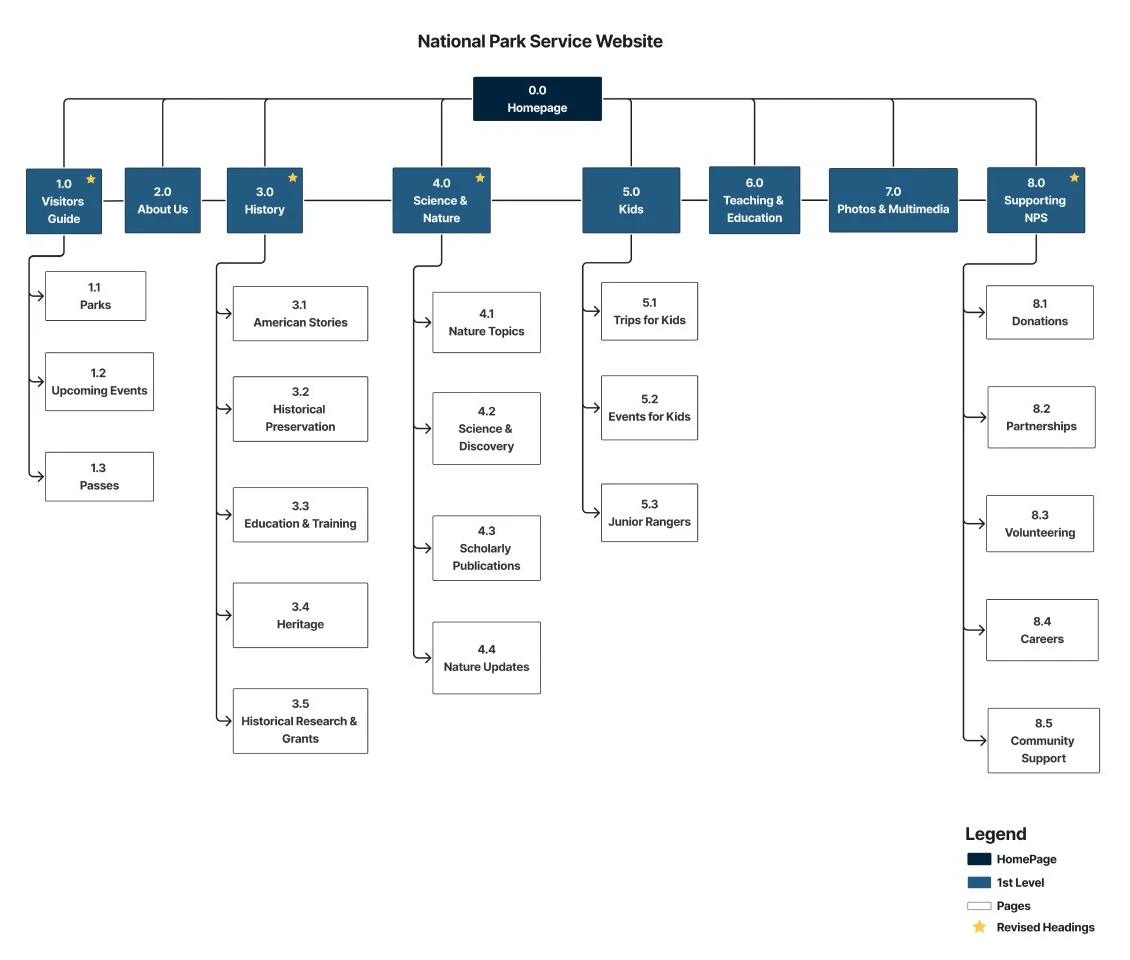 National Park Service Website
0.0
Homepage
1.0
Visitors
Guide
2.0
About Us
3.0
History
4.0
Science &
Nature
5.0
Kids
6.0
Teaching &
Education
7.0
Photos & Multimedia
8.0
Supporting
NPS
1.1
Parks
1.2
Upcoming Events
1.3
Passes
3.1
American Stories
3.2
Historical
Preservation
3.3
Education & Training
3.4
Heritage
3.5
Historical Research &
Grants
4.1
Nature Topics
4.2
Science &
Discovery
4.3
Scholarly
Publications
4.4
Nature Updates
5.1
Trips for Kids
5.2
Events for Kids
5.3
Junior Rangers
8.1
Donations
8.2
Partnerships
8.3
Volunteering
8.4
Careers
8.5
Community
Support
Legend
HomePage
1st Level
Pages
Revised Headings